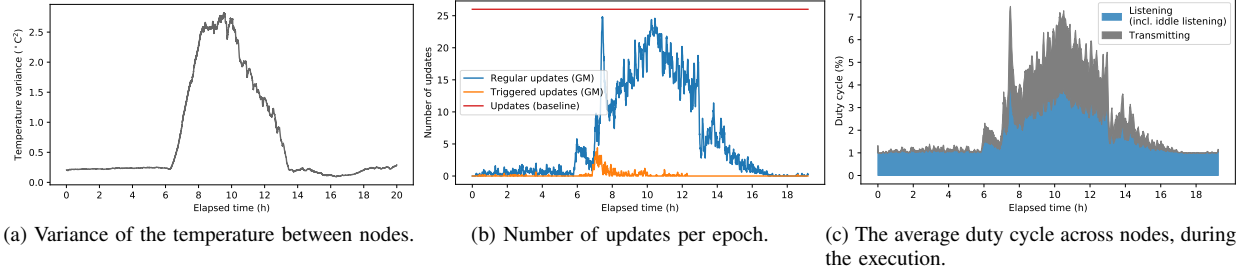 Temperature variance (°C²)
2.5
2.0
1.5
1.0
0.5
0.0
0 2 4 6 8 10 12 14 16 18 20
Elapsed time (h)
(a) Variance of the temperature between nodes.
Number of updates
25
20
15
10
5
0
Regular updates (GM)
Triggered updates (GM)
Updates (baseline)
0 2 4 6 8 10 12 14 16 18
Elapsed time (h)
(b) Number of updates per epoch.
Duty cycle (%)
7
6
5
4
3
2
1
0
Listening
(incl. iddle listening)
Transmitting
0 2 4 6 8 10 12 14 16 18
Elapsed time (h)
(c) The average duty cycle across nodes, during
the execution.